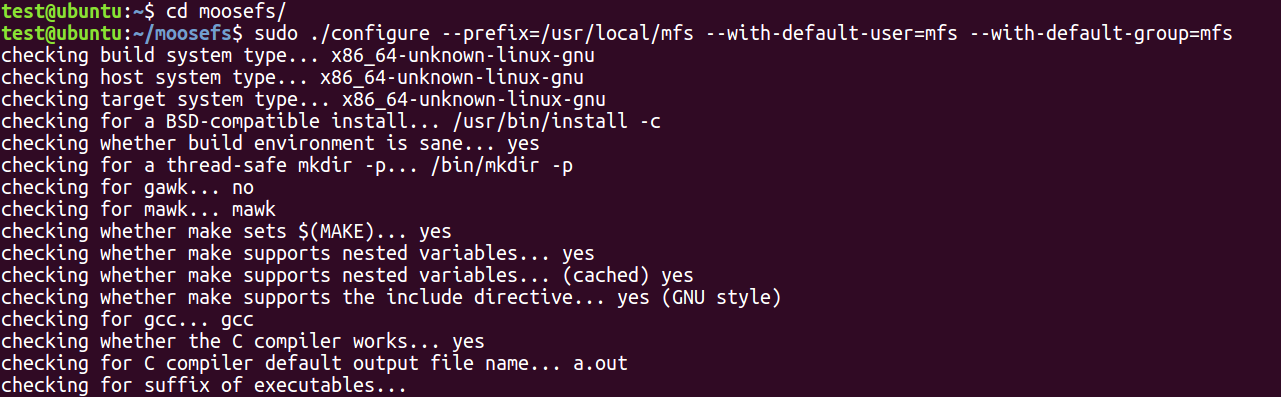 test@ubuntu:~$ cd moosefs/
test@ubuntu:~/moosefs$ sudo ./configure --prefix=/usr/local/mfs --with-default-user=mfs --with-default-group=mfs
checking build system type... x86_64-unknown-linux-gnu
checking host system type... x86_64-unknown-linux-gnu
checking target system type... x86_64-unknown-linux-gnu
checking for a BSD-compatible install... /usr/bin/install -c
checking whether build environment is sane... yes
checking for a thread-safe mkdir -p... /bin/mkdir -p
checking for gawk... no
checking for mawk... mawk
checking whether make sets $(MAKE)... yes
checking whether make supports nested variables... yes
checking whether make supports nested variables... (cached) yes
checking whether make supports the include directive... yes (GNU style)
checking for gcc... gcc
checking whether the C compiler works... yes
checking for C compiler default output file name... a.out
checking for suffix of executables...